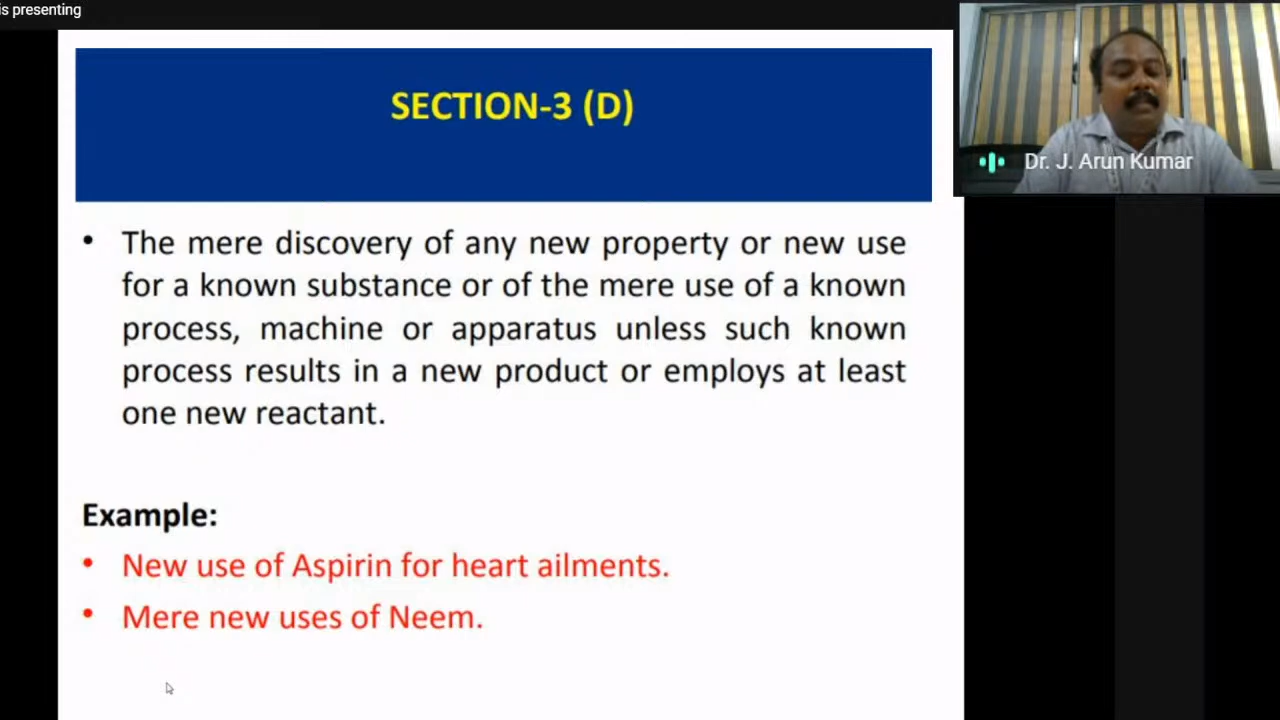 is presenting
SECTION-3 (D)
Dr. J. Arun Kumar
• The mere discovery of any new property or new use
for a known substance or of the mere use of a known
process, machine or apparatus unless such known
process results in a new product or employs at least
one new reactant.
Example:
• New use of Aspirin for heart ailments.
• Mere new uses of Neem.